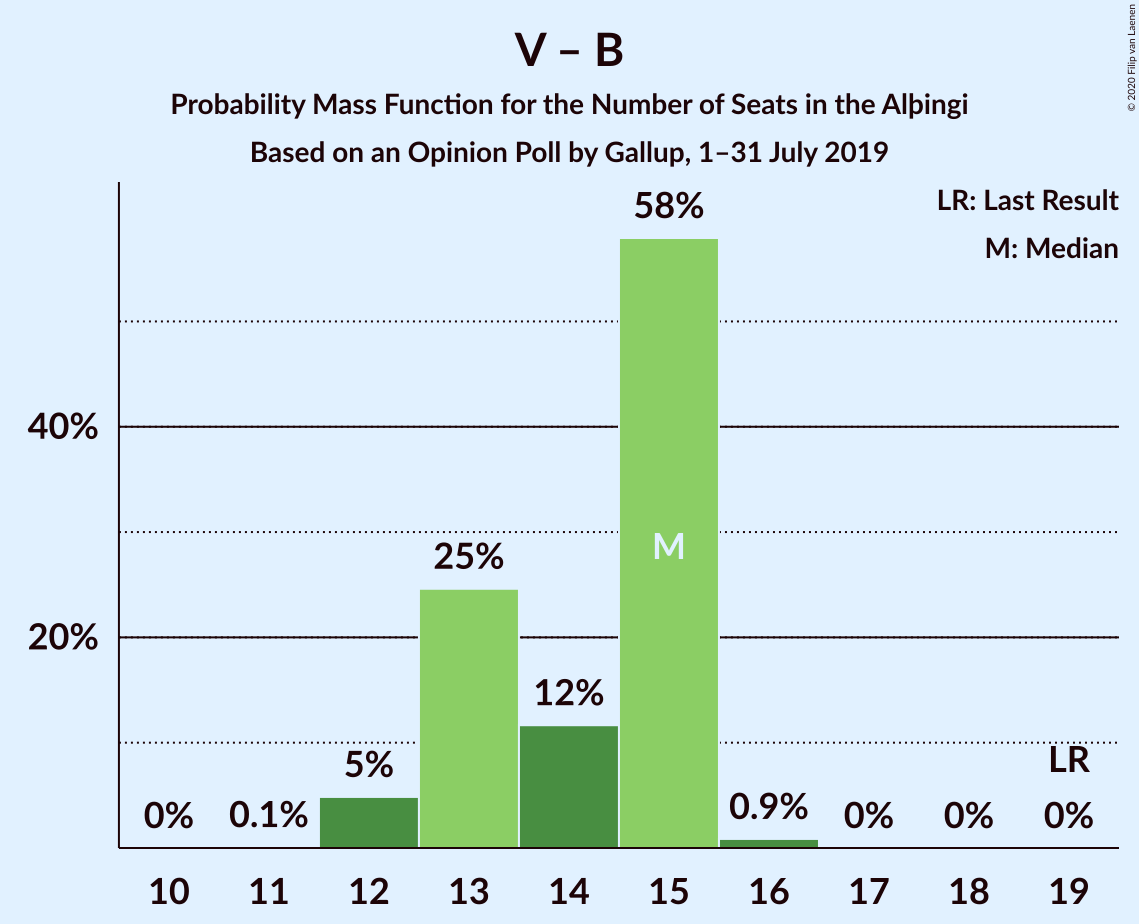 V – B
Probability Mass Function for the Number of Seats in the Alþingi
Based on an Opinion Poll by Gallup, 1–31 July 2019
© 2020 Filip van Laenen
LR: Last Result
M: Median
58%
40%
M
25%
20%
12%
5%
LR
0%
0.1%
0.9%
0%
0%
0%
10 11 12 13 14 15 16 17 18 19